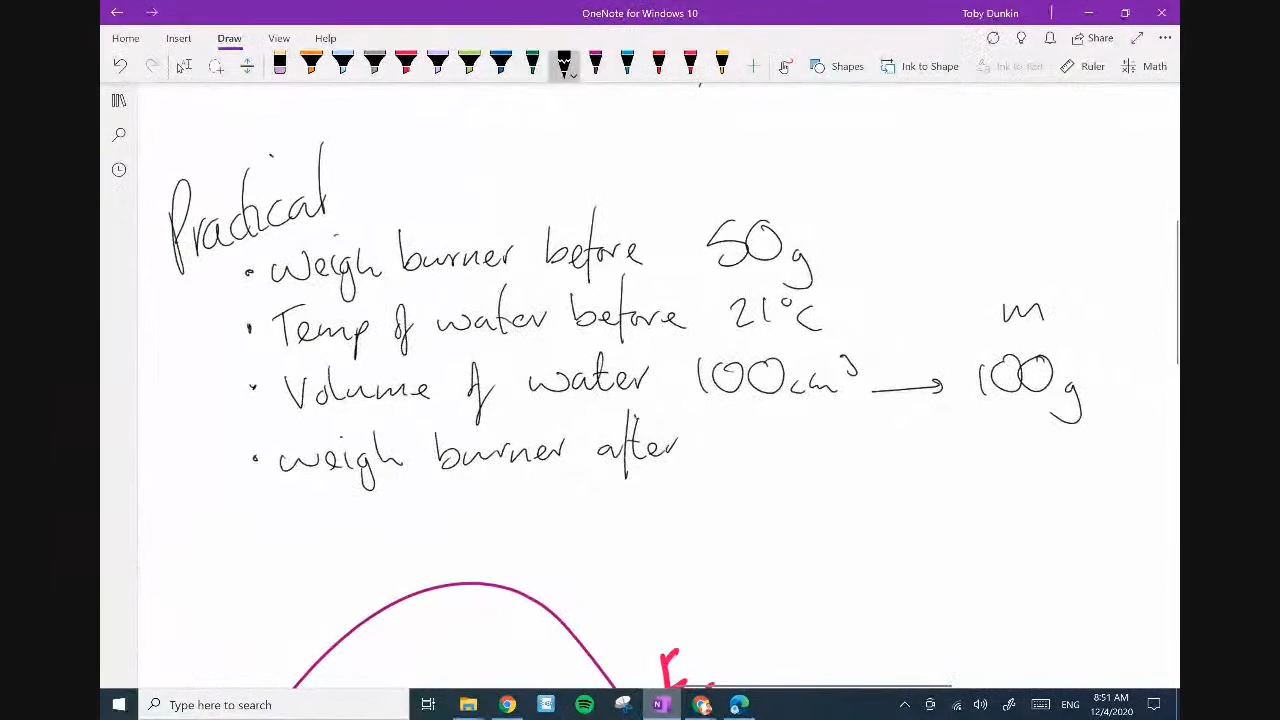 OneNote for Windows 10
Toby Dunkin
Home Insert Draw View Help
Share
Shapes Ink to Shape Ink to Text Ruler Math
Practical
• Weigh burner before 50g
• Temp of water before 21°C m
• Volume of water 100cm³ → 100g
• weigh burner after
Type here to search
ENG
8:51 AM
12/4/2020